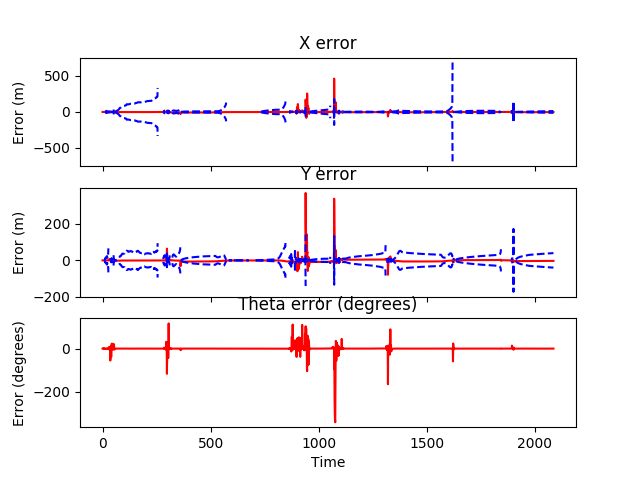 X error
Error (m)
500
0
−500
Y error
Error (m)
200
0
−200
Theta error (degrees)
Error (degrees)
0
−200
0
500
1000
1500
2000
Time